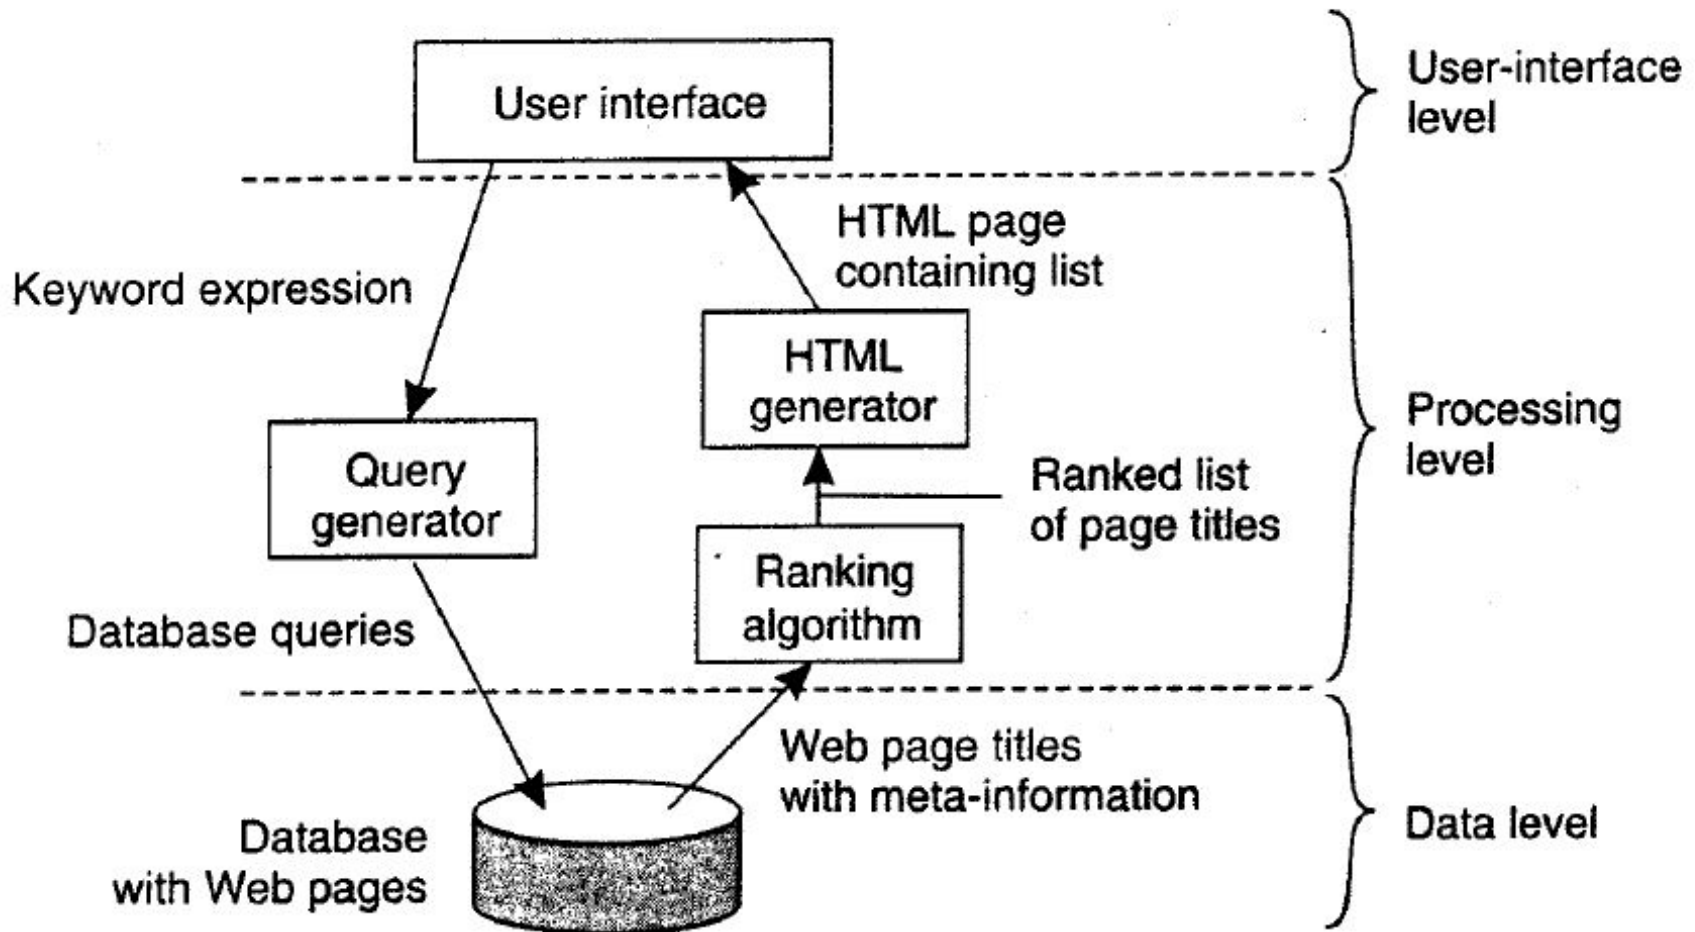 User interface
User-interface
level
HTML page
containing list
Keyword expression
HTML
generator
Processing
level
Query
generator
Ranked list
of page titles
Ranking
algorithm
Database queries
Web page titles
with meta-information
Database
with Web pages
Data level